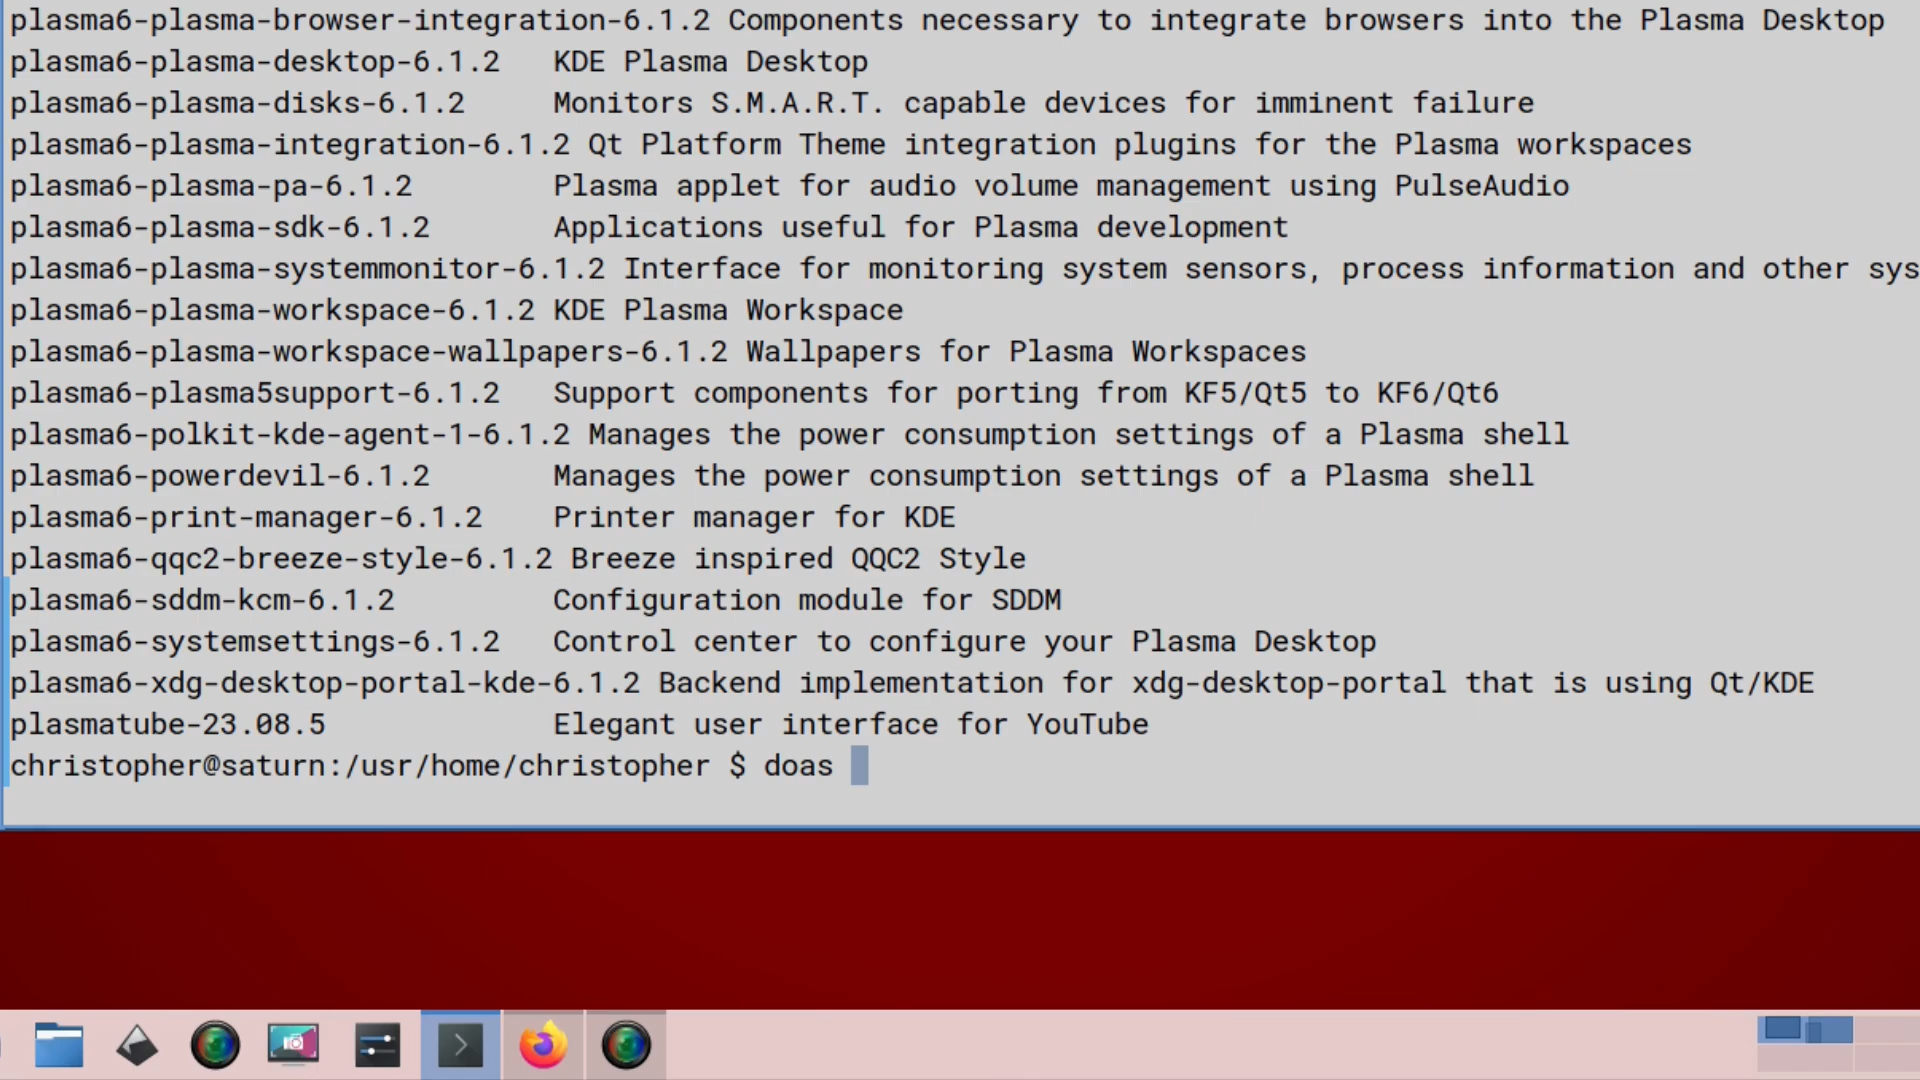 plasma6-plasma-browser-integration-6.1.2 Components necessary to integrate browsers into the Plasma Desktop
plasma6-plasma-desktop-6.1.2   KDE Plasma Desktop
plasma6-plasma-disks-6.1.2     Monitors S.M.A.R.T. capable devices for imminent failure
plasma6-plasma-integration-6.1.2 Qt Platform Theme integration plugins for the Plasma workspaces
plasma6-plasma-pa-6.1.2        Plasma applet for audio volume management using PulseAudio
plasma6-plasma-sdk-6.1.2       Applications useful for Plasma development
plasma6-plasma-systemmonitor-6.1.2 Interface for monitoring system sensors, process information and other sys
plasma6-plasma-workspace-6.1.2 KDE Plasma Workspace
plasma6-plasma-workspace-wallpapers-6.1.2 Wallpapers for Plasma Workspaces
plasma6-plasma5support-6.1.2   Support components for porting from KF5/Qt5 to KF6/Qt6
plasma6-polkit-kde-agent-1-6.1.2 Manages the power consumption settings of a Plasma shell
plasma6-powerdevil-6.1.2       Manages the power consumption settings of a Plasma shell
plasma6-print-manager-6.1.2    Printer manager for KDE
plasma6-qqc2-breeze-style-6.1.2 Breeze inspired QQC2 Style
plasma6-sddm-kcm-6.1.2         Configuration module for SDDM
plasma6-systemsettings-6.1.2   Control center to configure your Plasma Desktop
plasma6-xdg-desktop-portal-kde-6.1.2 Backend implementation for xdg-desktop-portal that is using Qt/KDE
plasmatube-23.08.5             Elegant user interface for YouTube
christopher@saturn:/usr/home/christopher $ doas